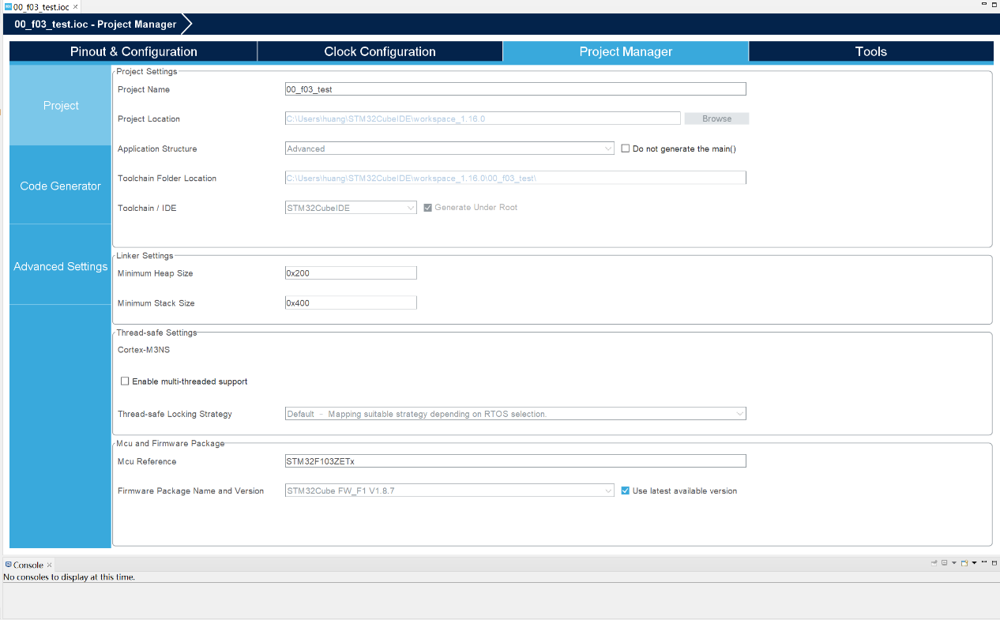 00_f03_test.ioc
00_f03_test.ioc - Project Manager
Pinout & Configuration
Clock Configuration
Project Manager
Tools
Project
Code Generator
Advanced Settings
Project Settings
Project Name
00_f03_test
Project Location
C:\Users\huang\STM32CubeIDE\workspace_1.16.0
Browse
Application Structure
Advanced
Do not generate the main()
Toolchain Folder Location
C:\Users\huang\STM32CubeIDE\workspace_1.16.0\00_f03_test\
Toolchain / IDE
STM32CubeIDE
Generate Under Root
Linker Settings
Minimum Heap Size
0x200
Minimum Stack Size
0x400
Thread-safe Settings
Cortex-M3NS
Enable multi-threaded support
Thread-safe Locking Strategy
Default - Mapping suitable strategy depending on RTOS selection.
Mcu and Firmware Package
Mcu Reference
STM32F103ZETx
Firmware Package Name and Version
STM32Cube FW_F1 V1.8.7
Use latest available version
Console
No consoles to display at this time.